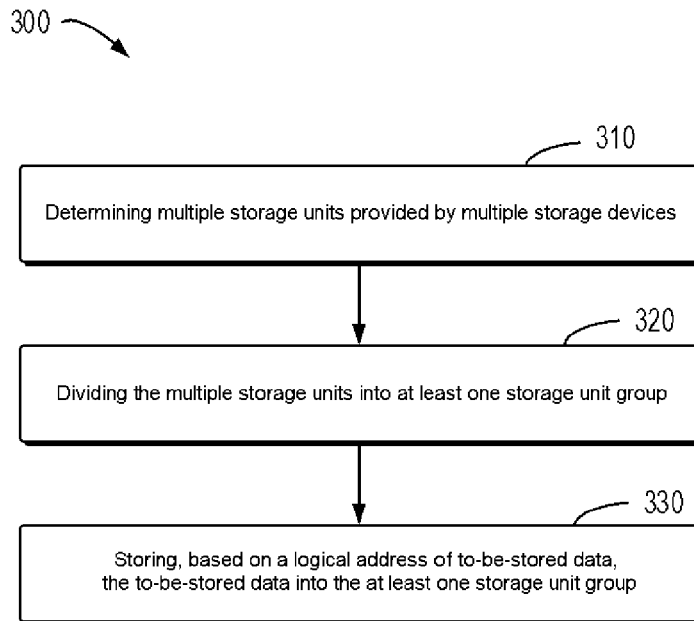 300
310
Determining multiple storage units provided by multiple storage devices
320
Dividing the multiple storage units into at least one storage unit group
330
Storing, based on a logical address of to-be-stored data,
the to-be-stored data into the at least one storage unit group